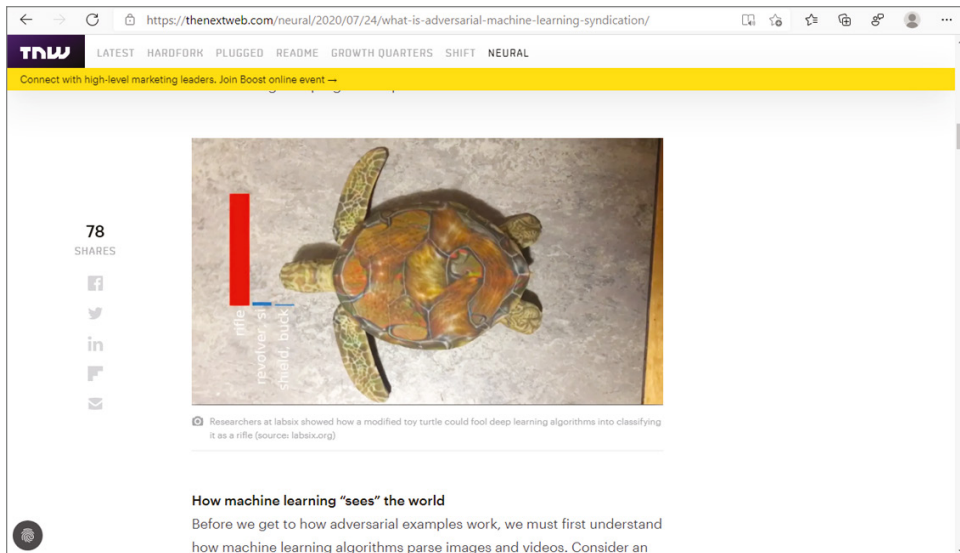 https://thenextweb.com/neural/2020/07/24/what-is-adversarial-machine-learning-syndication/
TNW LATEST HARDFORK PLUGGED README GROWTH QUARTERS SHIFT NEURAL
Connect with high-level marketing leaders. Join Boost online event →
78
SHARES
rifle
revolver, si
shield, buck
Researchers at labsix showed how a modified toy turtle could fool deep learning algorithms into classifying
it as a rifle (source: labsix.org)
How machine learning “sees” the world
Before we get to how adversarial examples work, we must first understand
how machine learning algorithms parse images and videos. Consider an